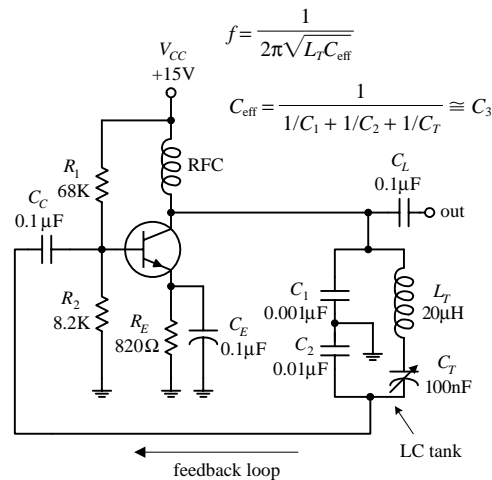 f = 1 / 2π√L_T C_eff
V_CC
+15V
C_eff = 1 / 1/C_1 + 1/C_2 + 1/C_T ≅ C_3
RFC
R_1
68K
C_C
0.1µF
C_L
0.1µF
out
R_2
8.2K
R_E
820Ω
C_E
0.1µF
C_1
0.001µF
C_2
0.01µF
L_T
20µH
C_T
100nF
LC tank
feedback loop